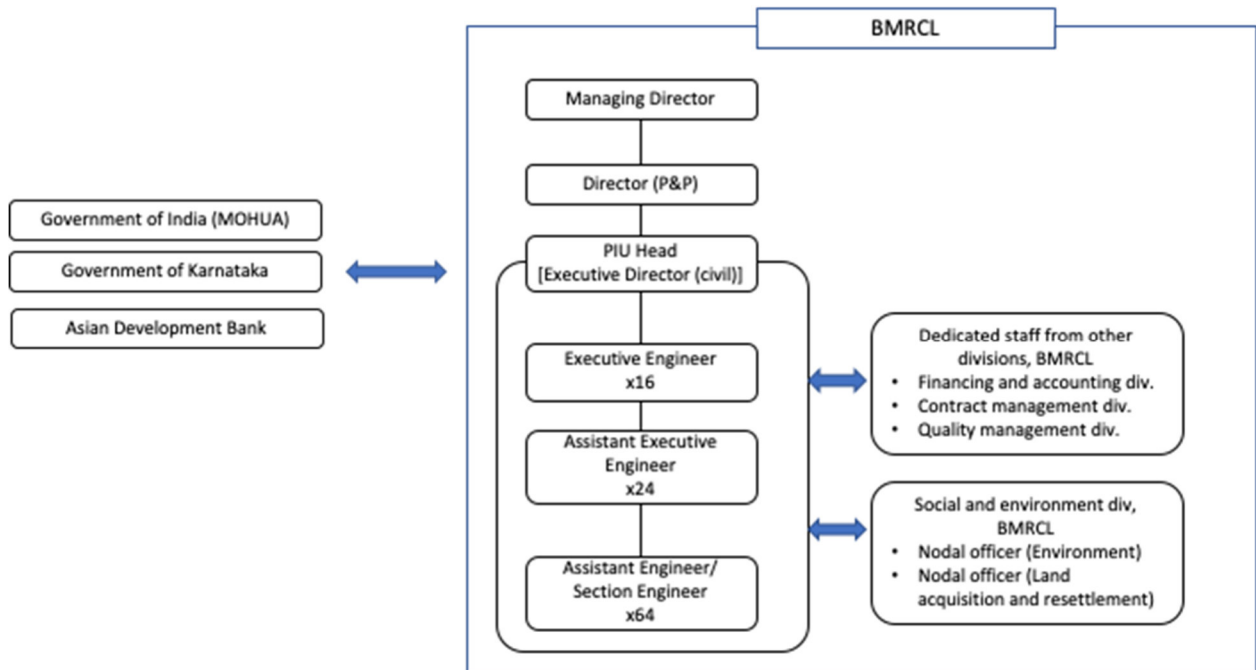 BMRCL
Managing Director
Director (P&P)
Government of India (MOHUA)
Government of Karnataka
Asian Development Bank
PIU Head
[Executive Director (civil)]
Executive Engineer
x16
Assistant Executive
Engineer
x24
Assistant Engineer/
Section Engineer
x64
Dedicated staff from other
divisions, BMRCL
• Financing and accounting div.
• Contract management div.
• Quality management div.
Social and environment div,
BMRCL
• Nodal officer (Environment)
• Nodal officer (Land
acquisition and resettlement)